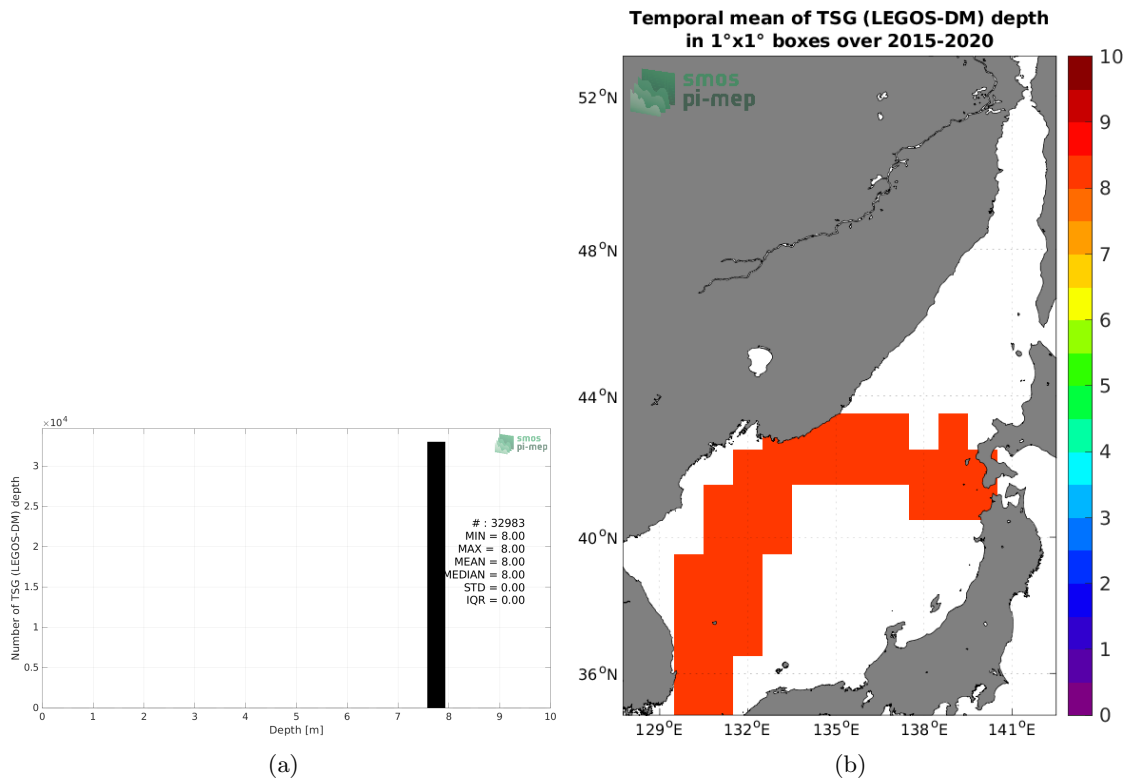 ×10⁴
3
2.5
2
1.5
1
0.5
0
Number of TSG (LEGOS-DM) depth
smos
pi-mep
# : 32983
MIN = 8.00
MAX = 8.00
MEAN = 8.00
MEDIAN = 8.00
STD = 0.00
IQR = 0.00
0 1 2 3 4 5 6 7 8 9 10
Depth [m]
(a)
Temporal mean of TSG (LEGOS-DM) depth
in 1°x1° boxes over 2015-2020
smos
pi-mep
52°N
48°N
44°N
40°N
36°N
129°E 132°E 135°E 138°E 141°E
10
9
8
7
6
5
4
3
2
1
0
(b)